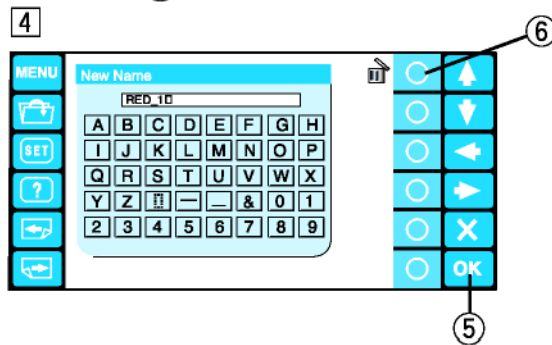 4
6
MENU
New Name
RED_1
A B C D E F G H
I J K L M N O P
SET
Q R S T U V W X
?
Y Z — _ & 0 1
2 3 4 5 6 7 8 9
OK
5